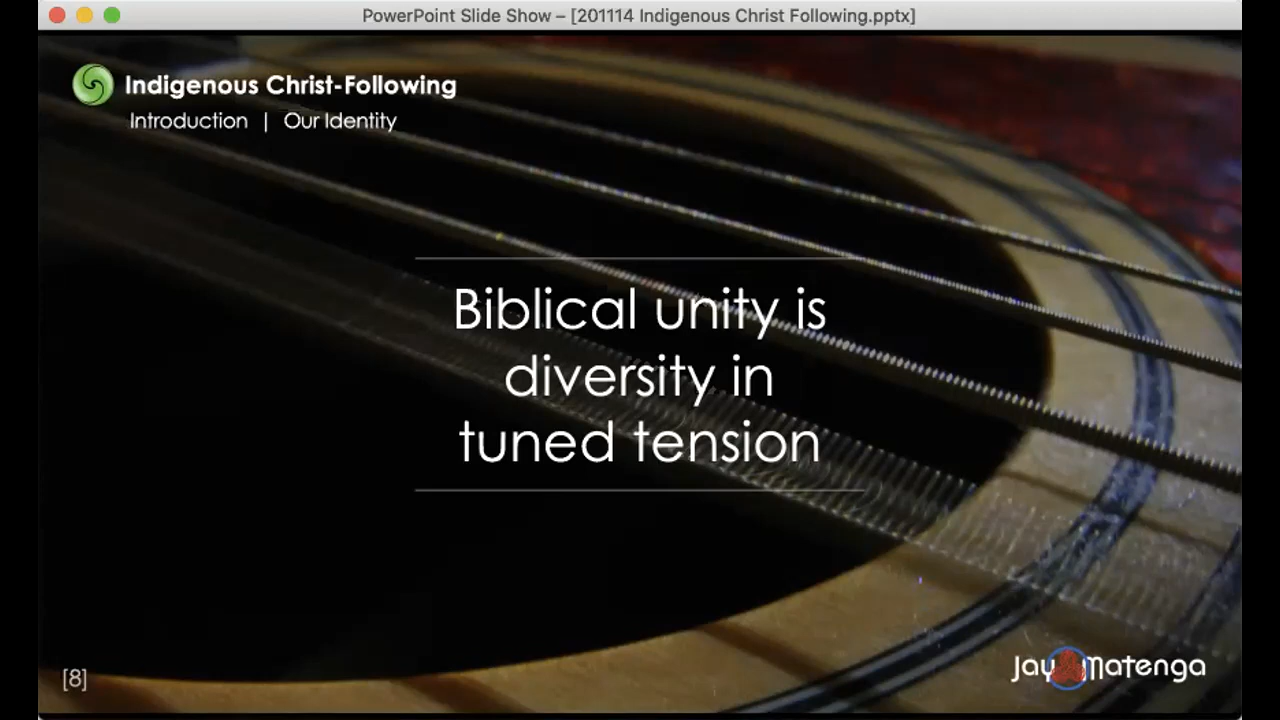 PowerPoint Slide Show – [201114 Indigenous Christ Following.pptx]
Indigenous Christ-Following
Introduction | Our Identity
Biblical unity is
diversity in
tuned tension
[8]
Jay Matenga